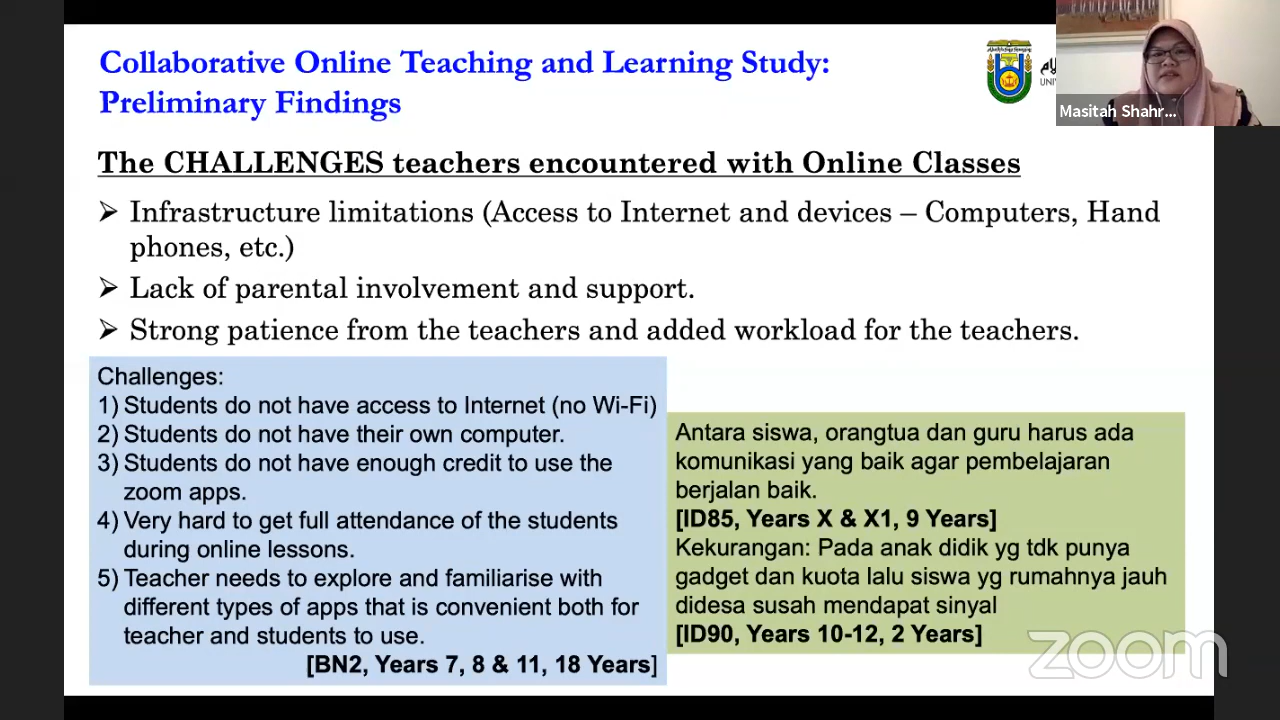 Collaborative Online Teaching and Learning Study:
Preliminary Findings
Masitah Shahr...
The CHALLENGES teachers encountered with Online Classes
➢ Infrastructure limitations (Access to Internet and devices – Computers, Hand
phones, etc.)
➢ Lack of parental involvement and support.
➢ Strong patience from the teachers and added workload for the teachers.
Challenges:
1) Students do not have access to Internet (no Wi-Fi)
2) Students do not have their own computer.
3) Students do not have enough credit to use the
zoom apps.
4) Very hard to get full attendance of the students
during online lessons.
5) Teacher needs to explore and familiarise with
different types of apps that is convenient both for
teacher and students to use.
[BN2, Years 7, 8 & 11, 18 Years]
Antara siswa, orangtua dan guru harus ada
komunikasi yang baik agar pembelajaran
berjalan baik.
[ID85, Years X & X1, 9 Years]
Kekurangan: Pada anak didik yg tdk punya
gadget dan kuota lalu siswa yg rumahnya jauh
didesa susah mendapat sinyal
[ID90, Years 10-12, 2 Years]
zoom